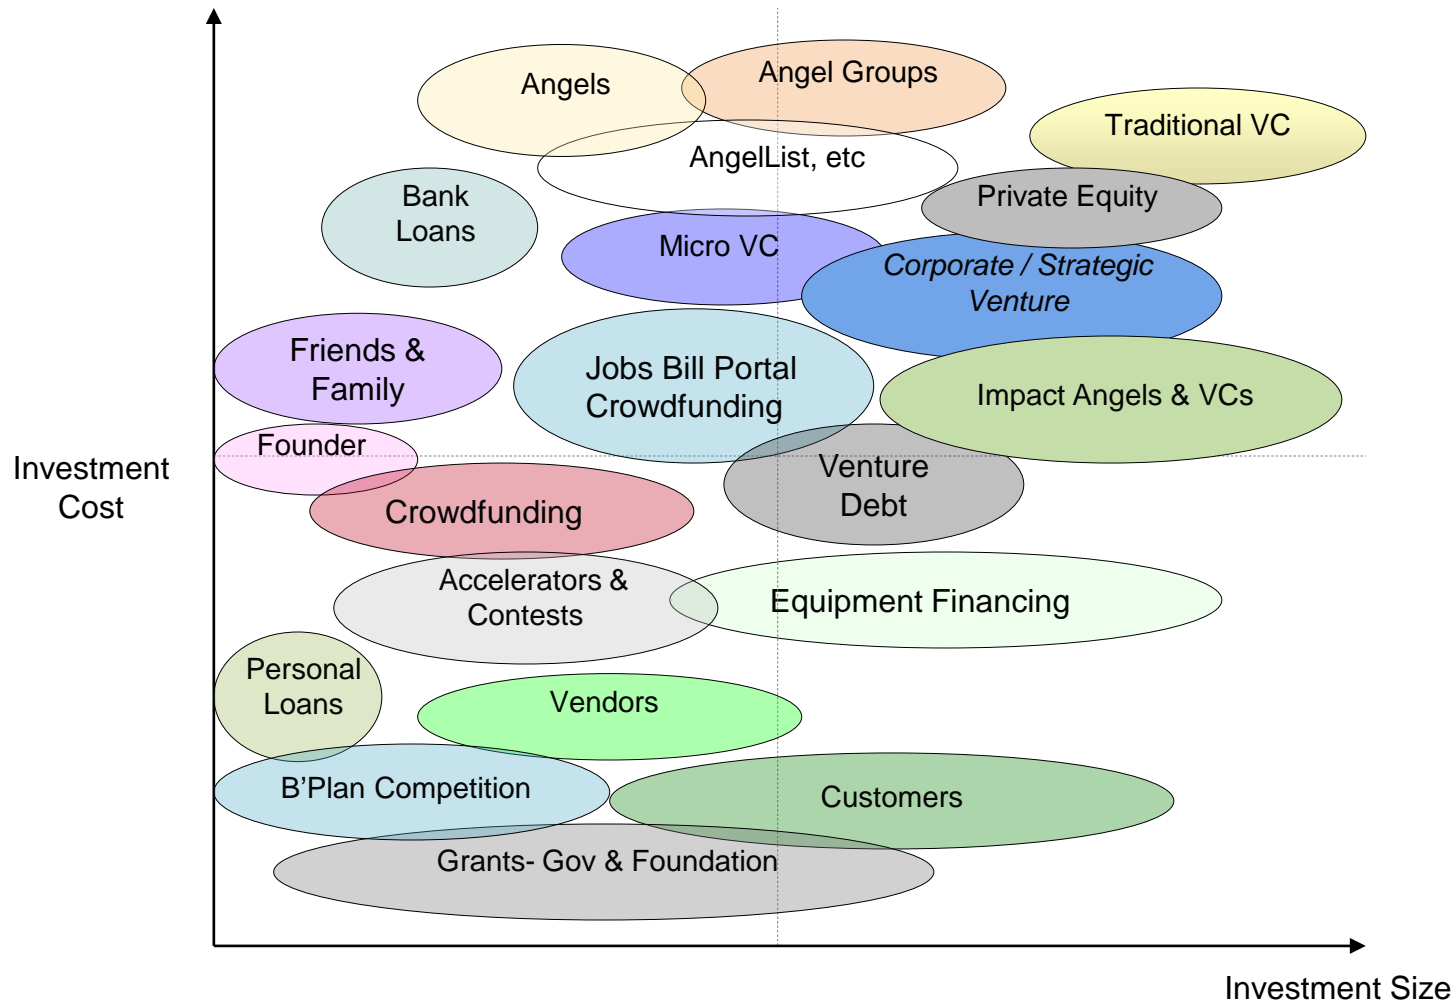 Angels
Angel Groups
Traditional VC
AngelList, etc
Bank
Loans
Private Equity
Micro VC
Corporate / Strategic
Venture
Friends &
Family
Jobs Bill Portal
Crowdfunding
Impact Angels & VCs
Founder
Investment
Cost
Venture
Debt
Crowdfunding
Accelerators &
Contests
Equipment Financing
Personal
Loans
Vendors
B’Plan Competition
Customers
Grants- Gov & Foundation
Investment Size